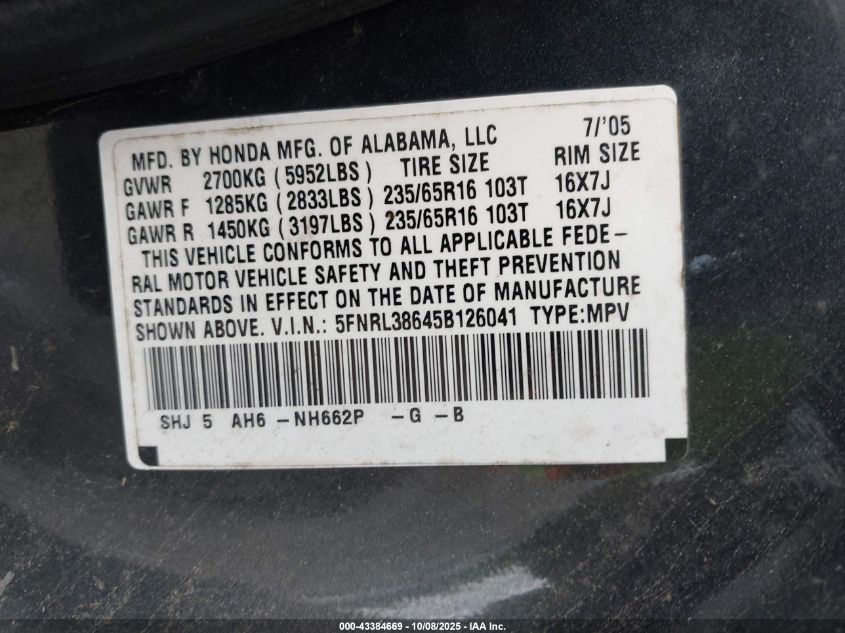 MFD. BY HONDA MFG. OF ALABAMA, LLC 7/'05
GVWR 2700KG (5952LBS) TIRE SIZE RIM SIZE
GAWR F 1285KG (2833LBS) 235/65R16 103T 16X7J
GAWR R 1450KG (3197LBS) 235/65R16 103T 16X7J
THIS VEHICLE CONFORMS TO ALL APPLICABLE FEDE-
RAL MOTOR VEHICLE SAFETY AND THEFT PREVENTION
STANDARDS IN EFFECT ON THE DATE OF MANUFACTURE
SHOWN ABOVE. V.I.N.: 5FNRL38645B126041 TYPE:MPV
SHJ 5 AH6 -NH662P -G -B
000-43384669 - 10/08/2025 - IAA Inc.